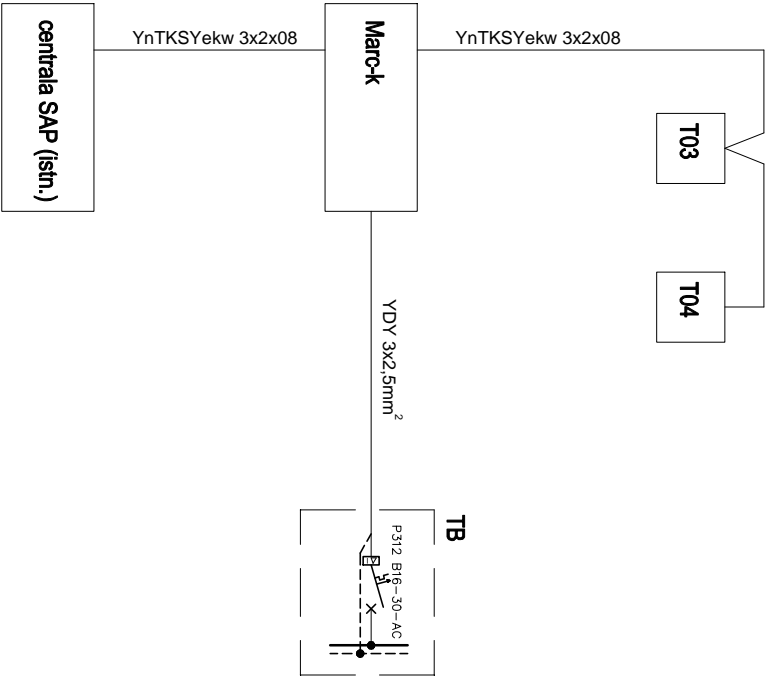 YnTKSYekw 3x2x08
YnTKSYekw 3x2x08
centrala SAP (istn.)
Marc-k
T03
T04
YDY 3x2,5mm²
TB
P312 B16-30-AC